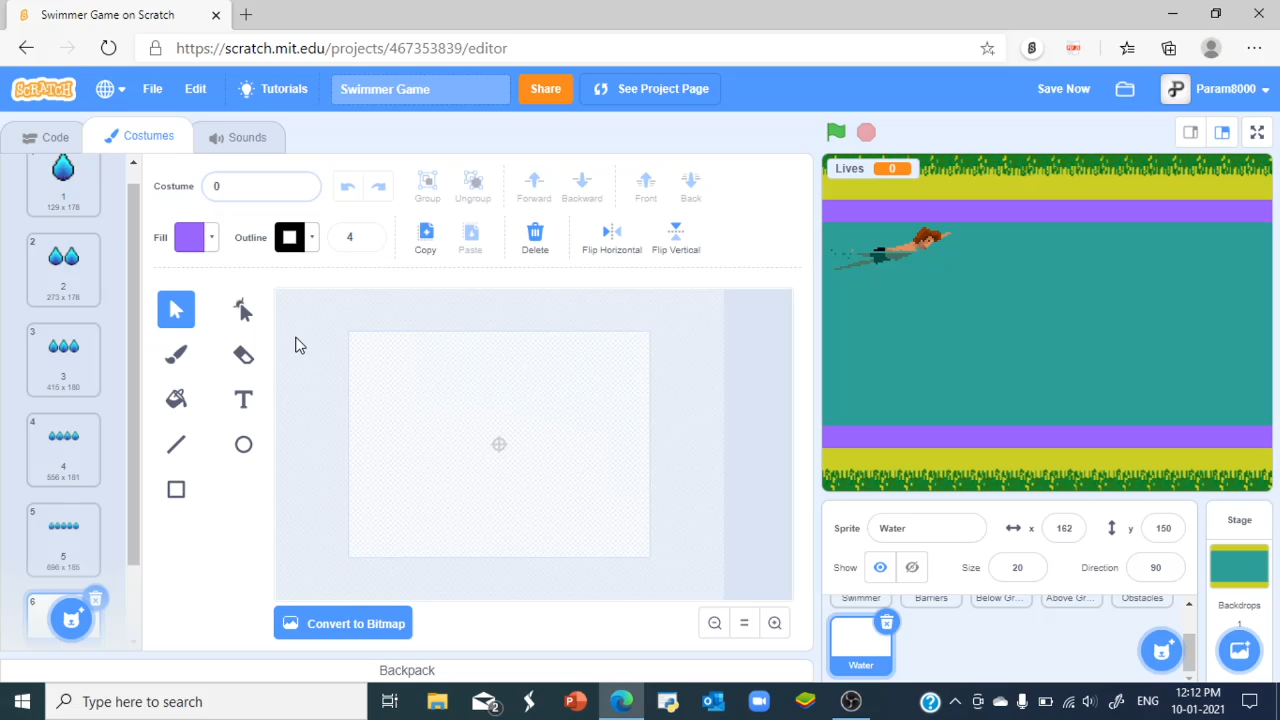 Swimmer Game on Scratch
https://scratch.mit.edu/projects/467353839/editor
SCRATCH
File
Edit
Tutorials
Swimmer Game
Share
See Project Page
Save Now
Param8000
Code
Costumes
Sounds
1
129 x 178
2
2
273 x 178
3
3
415 x 180
4
4
556 x 181
5
5
696 x 185
6
Costume
0
Group
Ungroup
Forward
Backward
Front
Back
Fill
Outline
4
Copy
Paste
Delete
Flip Horizontal
Flip Vertical
Convert to Bitmap
Backpack
Lives 0
Sprite
Water
x
162
y
150
Show
Size
20
Direction
90
Swimmer
Barriers
Below Gr...
Above Gr...
Obstacles
Water
Stage
Backdrops
1
Type here to search
2
ENG
12:12 PM
10-01-2021